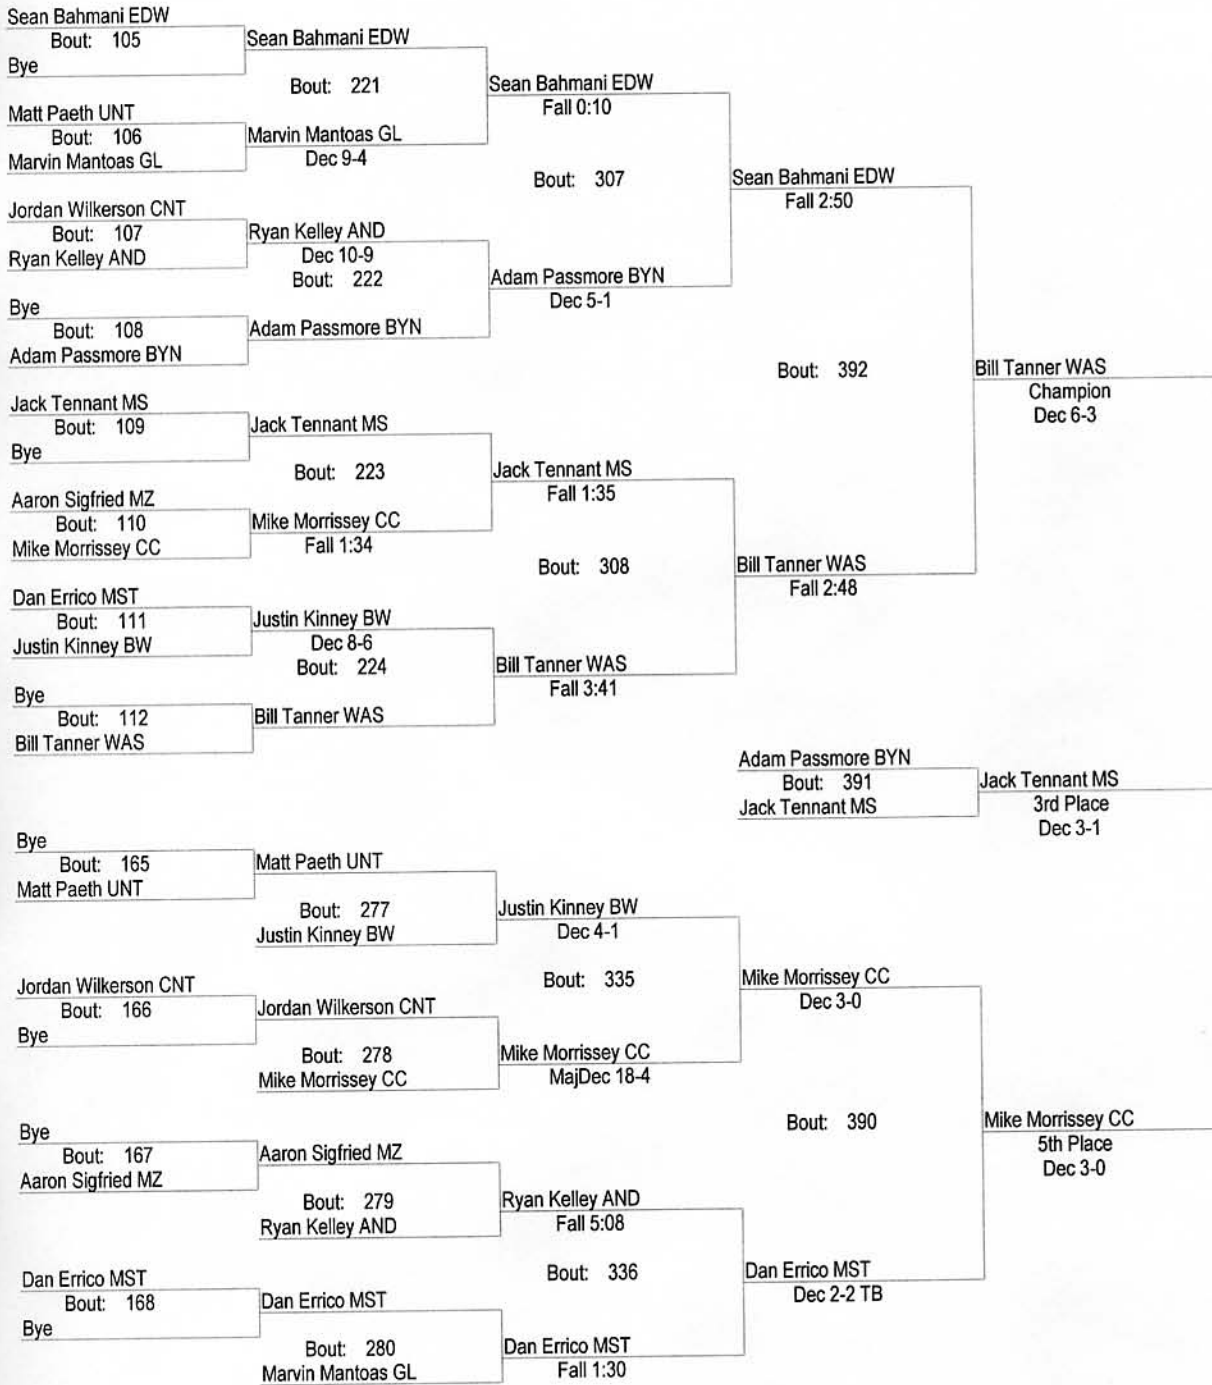 Sean Bahmani EDW
Bout: 105
Bye
Sean Bahmani EDW
Bout: 221
Matt Paeth UNT
Bout: 106
Marvin Mantoas GL
Marvin Mantoas GL
Dec 9-4
Sean Bahmani EDW
Fall 0:10
Bout: 307
Jordan Wilkerson CNT
Bout: 107
Ryan Kelley AND
Ryan Kelley AND
Dec 10-9
Bout: 222
Bye
Bout: 108
Adam Passmore BYN
Adam Passmore BYN
Adam Passmore BYN
Dec 5-1
Sean Bahmani EDW
Fall 2:50
Bout: 392
Jack Tennant MS
Bout: 109
Bye
Jack Tennant MS
Bout: 223
Aaron Sigfried MZ
Bout: 110
Mike Morrissey CC
Mike Morrissey CC
Fall 1:34
Jack Tennant MS
Fall 1:35
Bout: 308
Dan Errico MST
Bout: 111
Justin Kinney BW
Justin Kinney BW
Dec 8-6
Bout: 224
Bye
Bout: 112
Bill Tanner WAS
Bill Tanner WAS
Bill Tanner WAS
Fall 3:41
Bill Tanner WAS
Fall 2:48
Bill Tanner WAS
Champion
Dec 6-3
Adam Passmore BYN
Bout: 391
Jack Tennant MS
Jack Tennant MS
3rd Place
Dec 3-1
Bye
Bout: 165
Matt Paeth UNT
Matt Paeth UNT
Bout: 277
Justin Kinney BW
Justin Kinney BW
Dec 4-1
Bout: 335
Jordan Wilkerson CNT
Bout: 166
Bye
Jordan Wilkerson CNT
Bout: 278
Mike Morrissey CC
Mike Morrissey CC
MajDec 18-4
Mike Morrissey CC
Dec 3-0
Bout: 390
Bye
Bout: 167
Aaron Sigfried MZ
Aaron Sigfried MZ
Bout: 279
Ryan Kelley AND
Ryan Kelley AND
Fall 5:08
Bout: 336
Dan Errico MST
Bout: 168
Bye
Dan Errico MST
Bout: 280
Marvin Mantoas GL
Dan Errico MST
Fall 1:30
Dan Errico MST
Dec 2-2 TB
Mike Morrissey CC
5th Place
Dec 3-0